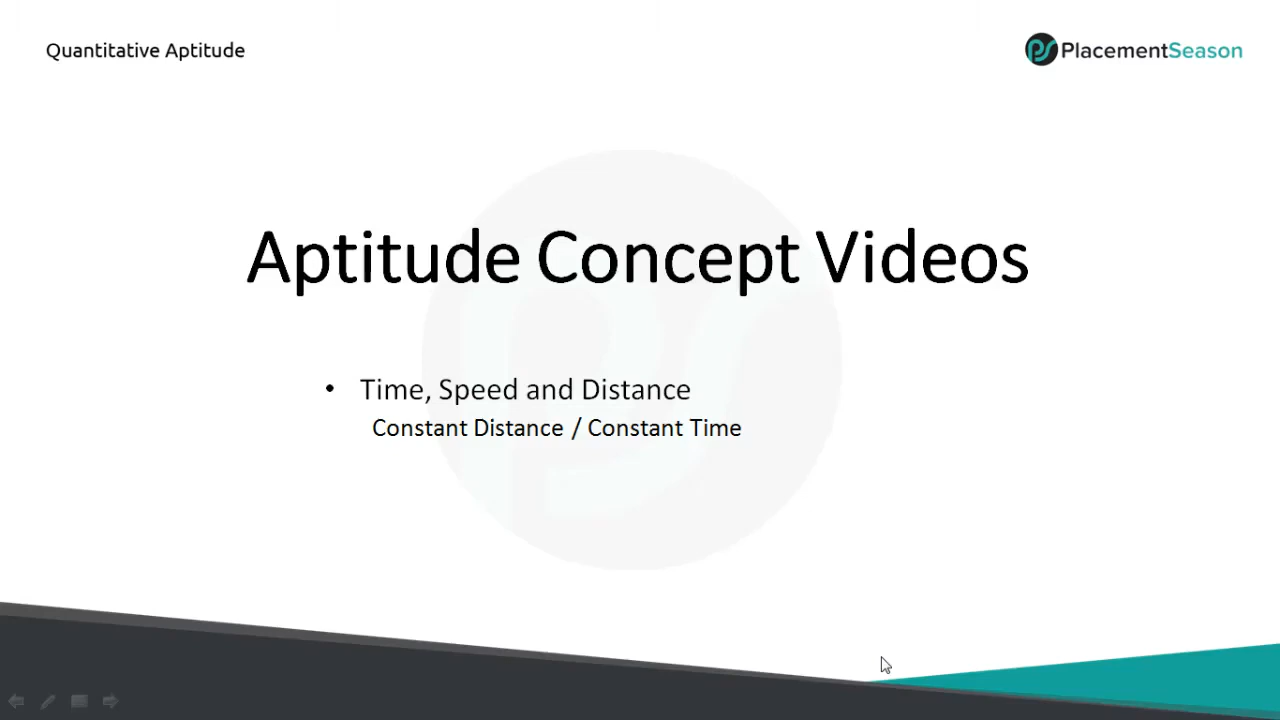 Quantitative Aptitude
PlacementSeason
Aptitude Concept Videos
• Time, Speed and Distance
Constant Distance / Constant Time